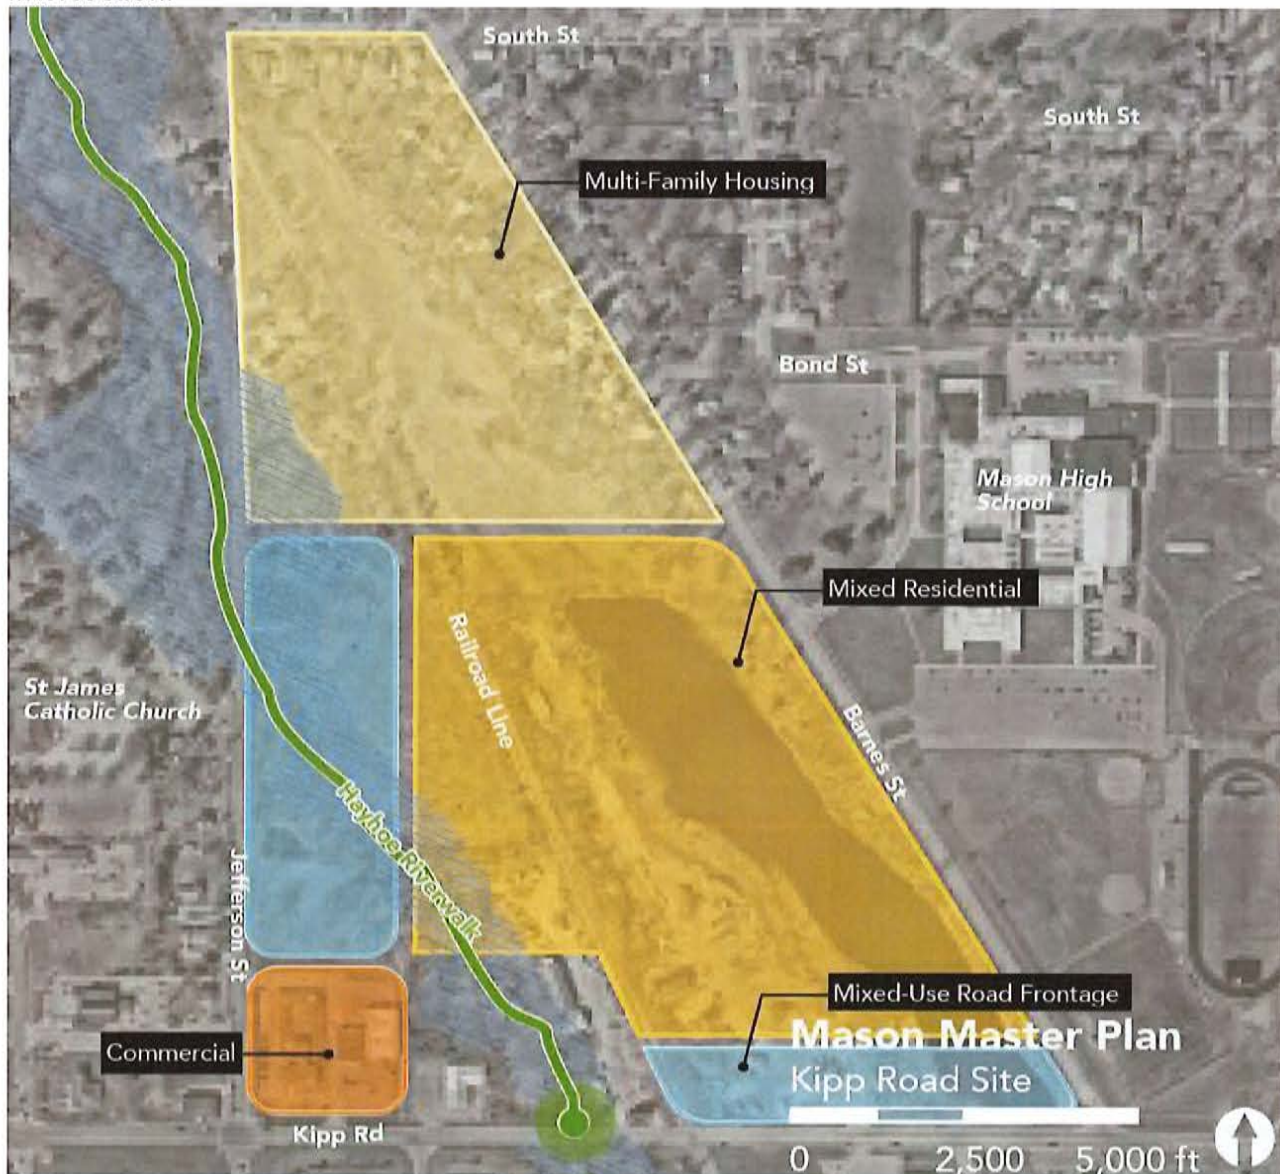 South St
South St
Multi-Family Housing
Bond St
Mason High
School
Mixed Residential
Railroad Line
St James
Catholic Church
Barnes St
Hayhoe Riverwalk
Jefferson St
Mixed-Use Road Frontage
Commercial
Mason Master Plan
Kipp Road Site
Kipp Rd
0 2,500 5,000 ft